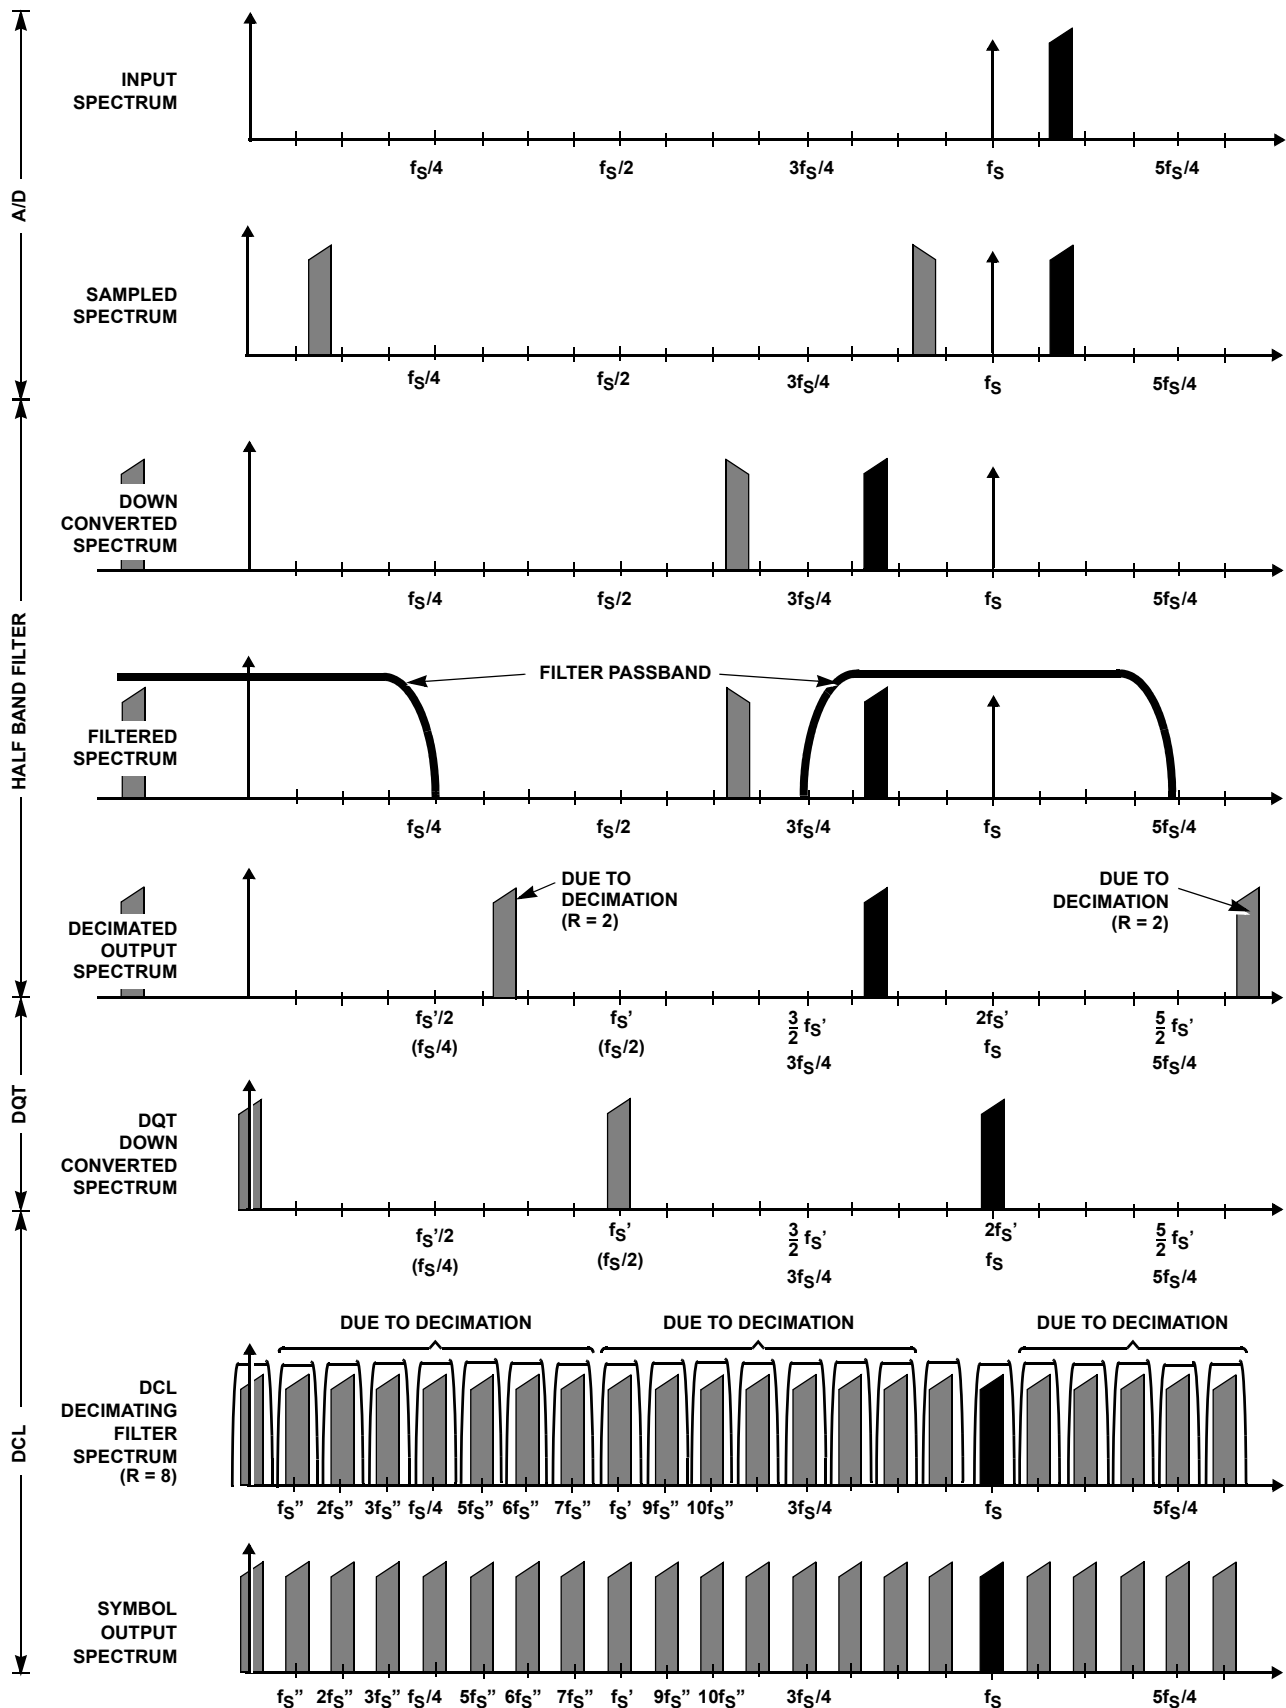 A/D
INPUT
SPECTRUM
fS/4 fS/2 3fS/4 fS 5fS/4
SAMPLED
SPECTRUM
fS/4 fS/2 3fS/4 fS 5fS/4
HALF BAND FILTER
DOWN
CONVERTED
SPECTRUM
fS/4 fS/2 3fS/4 fS 5fS/4
FILTER PASSBAND
FILTERED
SPECTRUM
fS/4 fS/2 3fS/4 fS 5fS/4
DUE TO
DECIMATION
(R = 2)
DUE TO
DECIMATION
(R = 2)
DECIMATED
OUTPUT
SPECTRUM
fS’/2 fS’ 3/2 fS’ 2fS’ 5/2 fS’
(fS/4) (fS/2) 3fS/4 fS 5fS/4
DQT
DQT
DOWN
CONVERTED
SPECTRUM
fS’/2 fS’ 3/2 fS’ 2fS’ 5/2 fS’
(fS/4) (fS/2) 3fS/4 fS 5fS/4
DCL
DUE TO DECIMATION DUE TO DECIMATION DUE TO DECIMATION
DCL
DECIMATING
FILTER
SPECTRUM
(R = 8)
fS” 2fS” 3fS” fS/4 5fS” 6fS” 7fS” fS’ 9fS” 10fS” 3fS/4 fS 5fS/4
SYMBOL
OUTPUT
SPECTRUM
fS” 2fS” 3fS” fS/4 5fS” 6fS” 7fS” fS’ 9fS” 10fS” 3fS/4 fS 5fS/4